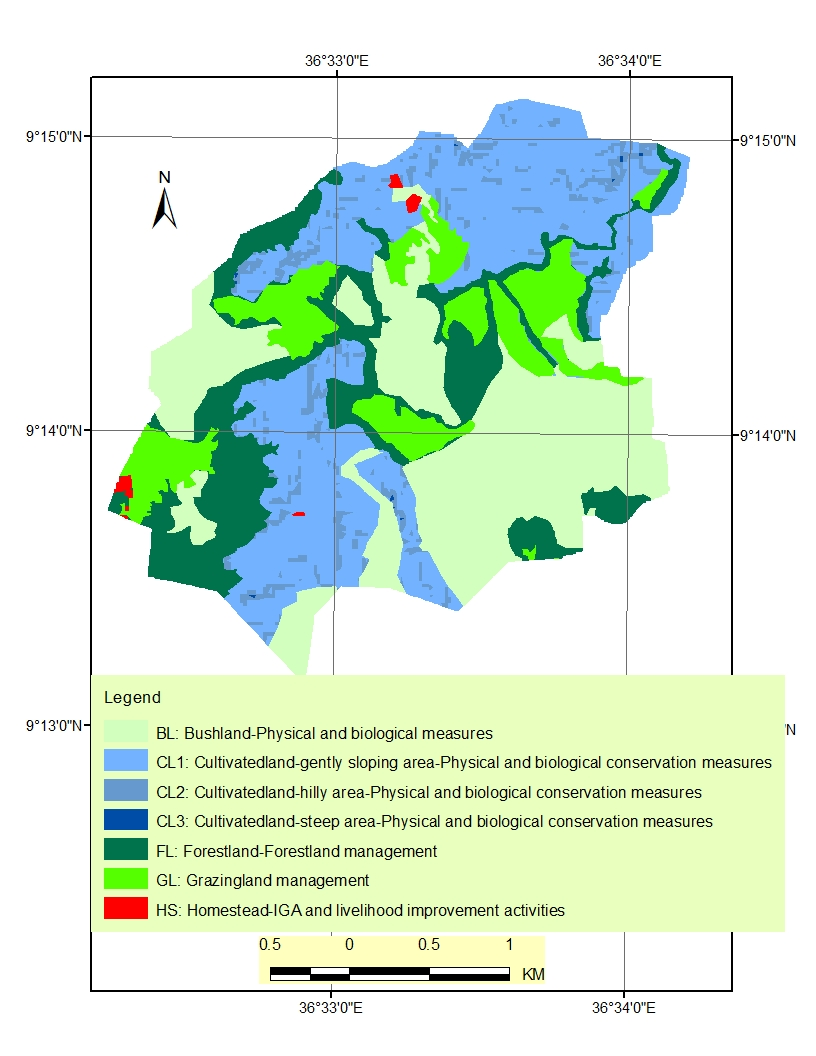 36°33'0"E 36°34'0"E
9°15'0"N 9°15'0"N
N
9°14'0"N 9°14'0"N
Legend
9°13'0"N "N
BL: Bushland-Physical and biological measures
CL1: Cultivatedland-gently sloping area-Physical and biological conservation measures
CL2: Cultivatedland-hilly area-Physical and biological conservation measures
CL3: Cultivatedland-steep area-Physical and biological conservation measures
FL: Forestland-Forestland management
GL: Grazingland management
HS: Homestead-IGA and livelihood improvement activities
0.5 0 0.5 1
KM
36°33'0"E 36°34'0"E